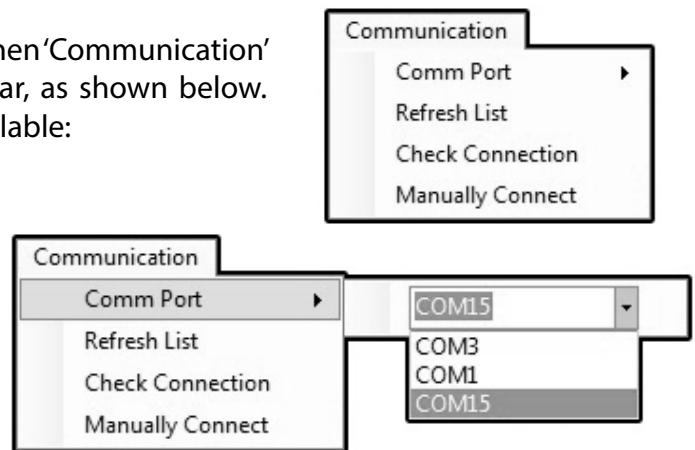 hen ‘Communication’
ar, as shown below.
lable:
Communication
Comm Port
Refresh List
Check Connection
Manually Connect
Communication
Comm Port
Refresh List
Check Connection
Manually Connect
COM15
COM3
COM1
COM15